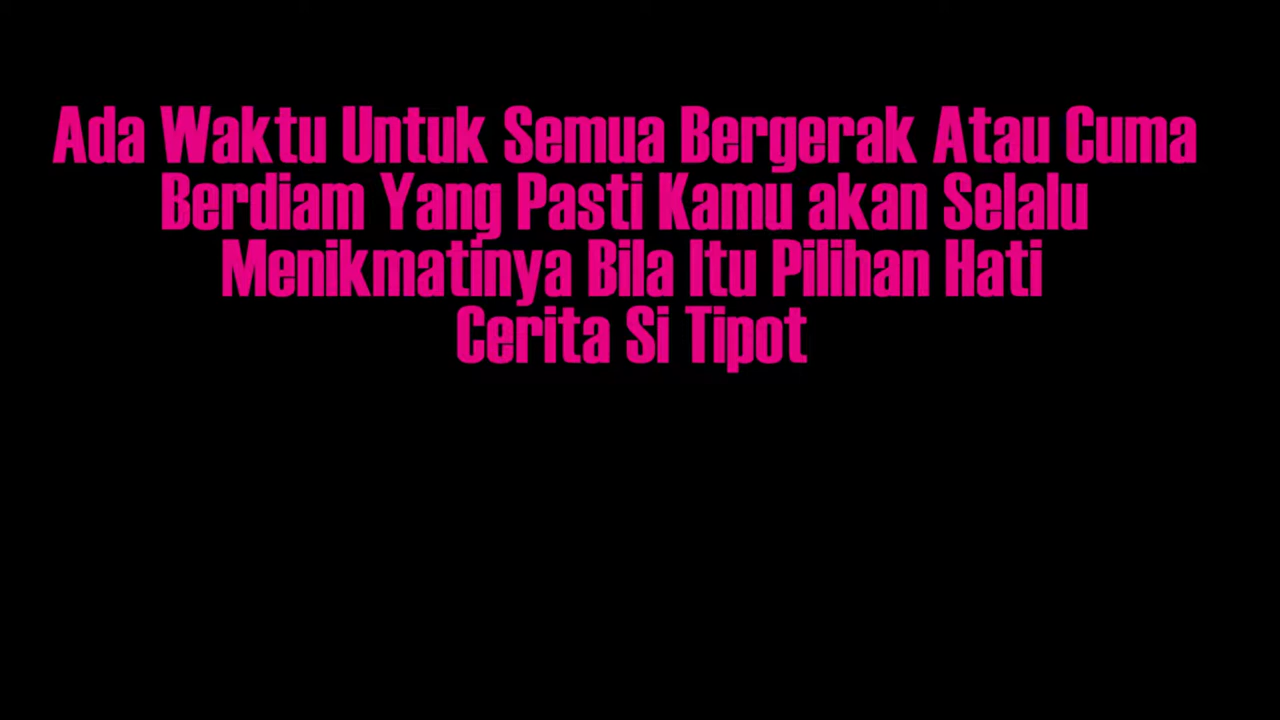 Ada Waktu Untuk Semua Bergerak Atau Cuma
Berdiam Yang Pasti Kamu akan Selalu
Menikmatinya Bila Itu Pilihan Hati
Cerita Si Tipot